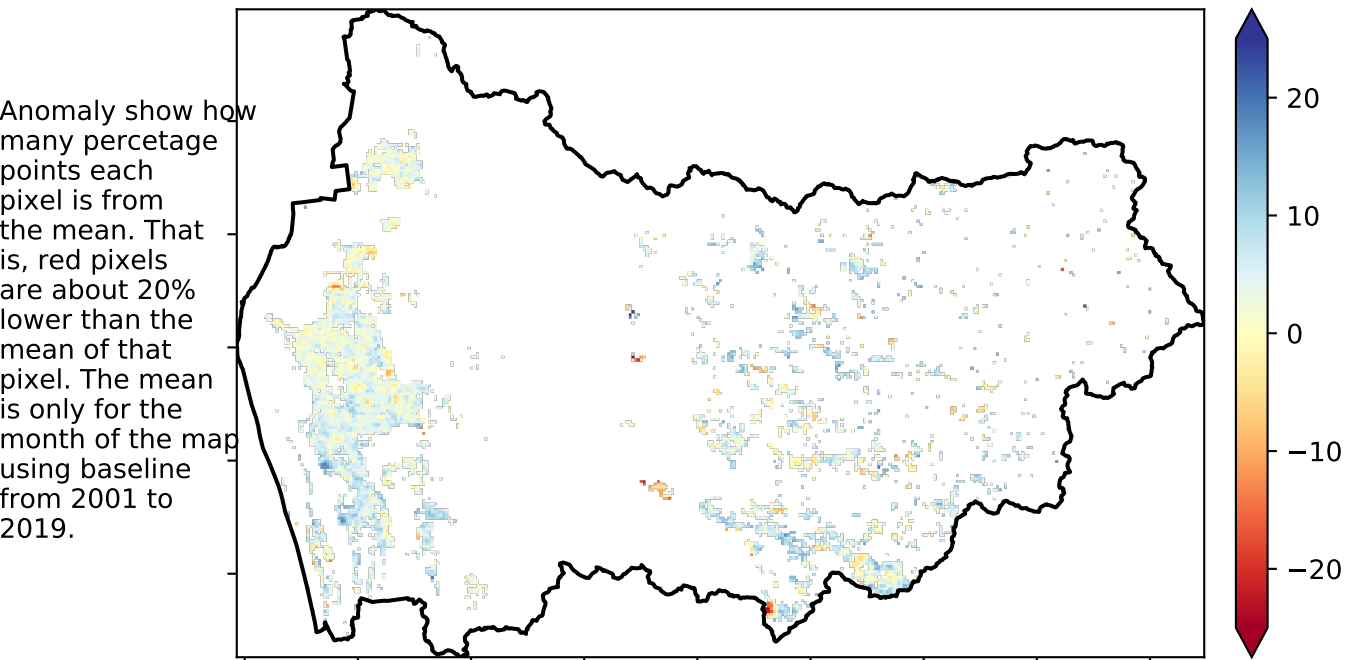 Anomaly show how
many percetage
points each
pixel is from
the mean. That
is, red pixels
are about 20%
lower than the
mean of that
pixel. The mean
is only for the
month of the map
using baseline
from 2001 to
2019.
20
10
0
−10
−20